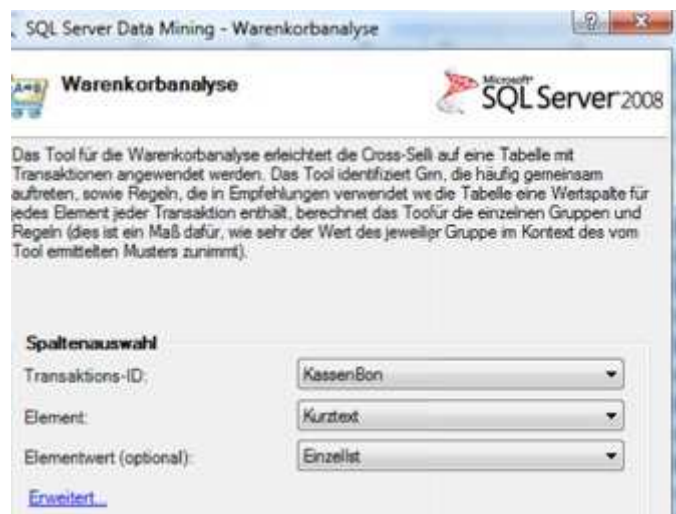 SQL Server Data Mining - Warenkorbanalyse
Warenkorbanalyse
Microsoft
SQL Server 2008
Das Tool für die Warenkorbanalyse erleichtert die Cross-Selli auf eine Tabelle mit
Transaktionen angewendet werden. Das Tool identifiziert Grn, die häufig gemeinsam
auftreten, sowie Regeln, die in Empfehlungen verwendet we die Tabelle eine Wertspalte für
jedes Element jeder Transaktion enthält, berechnet das Toofür die einzelnen Gruppen und
Regeln (dies ist ein Maß dafür, wie sehr der Wert des jeweiliger Gruppe im Kontext des vom
Tool ermittelten Musters zunimmt).
Spaltenauswahl
Transaktions-ID: KassenBon
Element: Kurztext
Elementwert (optional): EinzelIst
Erweitert...